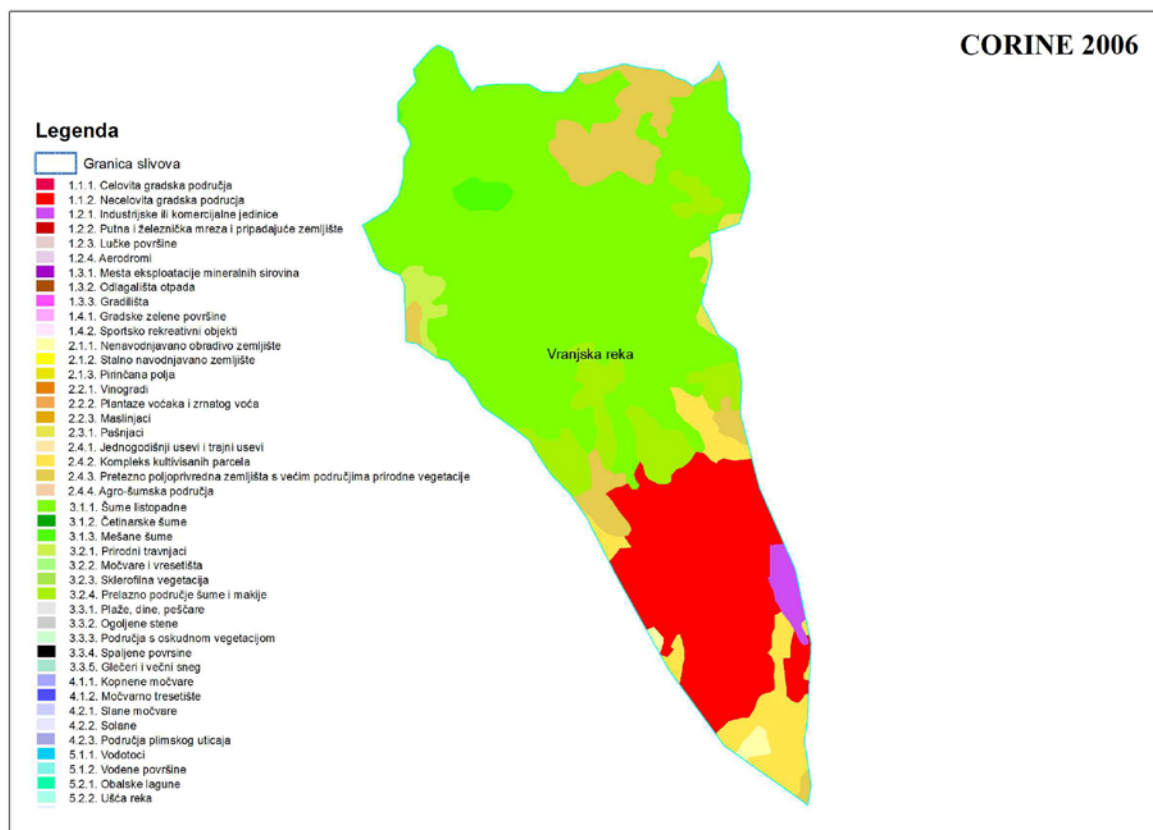 CORINE 2006
Legenda
Granica slivova
1.1.1. Celovita gradska područja
1.1.2. Necelovita gradska podrucja
1.2.1. Industrijske ili komercijalne jedinice
1.2.2. Putna i železnička mreza i pripadajuće zemljište
1.2.3. Lučke površine
1.2.4. Aerodromi
1.3.1. Mesta eksploatacije mineralnih sirovina
1.3.2. Odlagališta otpada
1.3.3. Gradilišta
1.4.1. Gradske zelene površine
1.4.2. Sportsko rekreativni objekti
2.1.1. Nenavodnjavano obradivo zemljište
2.1.2. Stalno navodnjavano zemljište
2.1.3. Pirinčana polja
2.2.1. Vinogradi
2.2.2. Plantaze voćaka i zrnatog voća
2.2.3. Maslinjaci
2.3.1. Pašnjaci
2.4.1. Jednogodišnji usevi i trajni usevi
2.4.2. Kompleks kultivisanih parcela
2.4.3. Pretezno poljoprivredna zemljišta s većim područjima prirodne vegetacije
2.4.4. Agro-šumska područja
3.1.1. Šume listopadne
3.1.2. Četinarske šume
3.1.3. Mešane šume
3.2.1. Prirodni travnjaci
3.2.2. Močvare i vresetišta
3.2.3. Sklerofilna vegetacija
3.2.4. Prelazno područje šume i makije
3.3.1. Plaže, dine, peščare
3.3.2. Ogoljene stene
3.3.3. Područja s oskudnom vegetacijom
3.3.4. Spaljene povrsine
3.3.5. Glečeri i večni sneg
4.1.1. Kopnene močvare
4.1.2. Močvarno tresetište
4.2.1. Slane močvare
4.2.2. Solane
4.2.3. Područja plimskog uticaja
5.1.1. Vodotoci
5.1.2. Vodene površine
5.2.1. Obalske lagune
5.2.2. Ušća reka
Vranjska reka